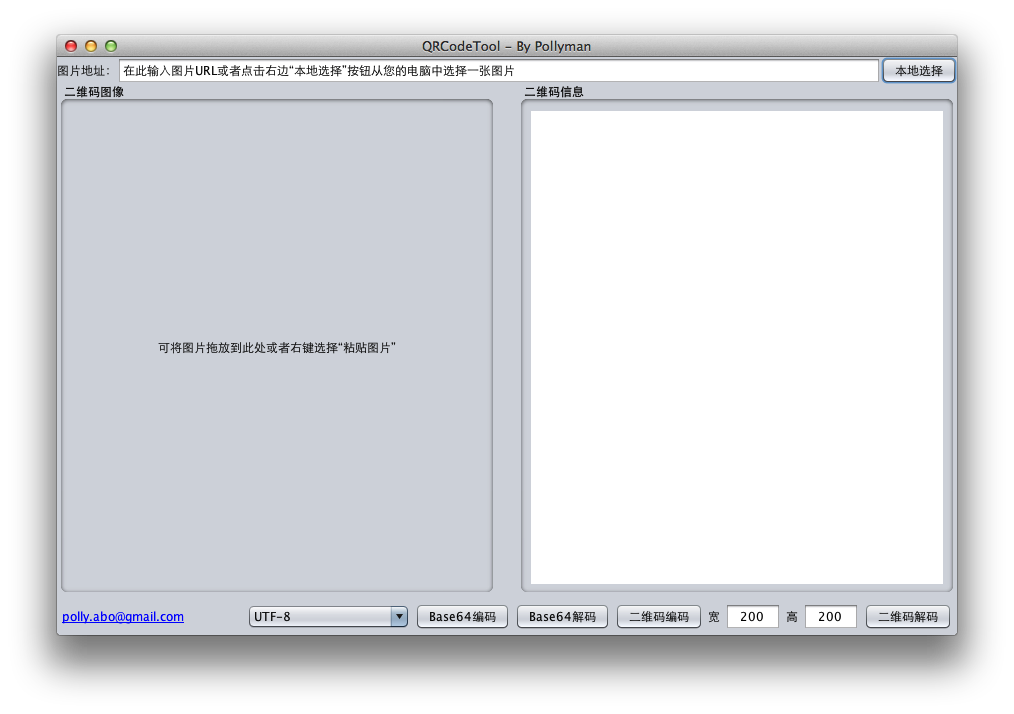 QRCodeTool – By Pollyman
图片地址： 在此输入图片URL或者点击右边“本地选择”按钮从您的电脑中选择一张图片 本地选择
二维码图像 二维码信息
可将图片拖放到此处或者右键选择“粘贴图片”
polly.abo@gmail.com UTF-8 Base64编码 Base64解码 二维码编码 宽 200 高 200 二维码解码